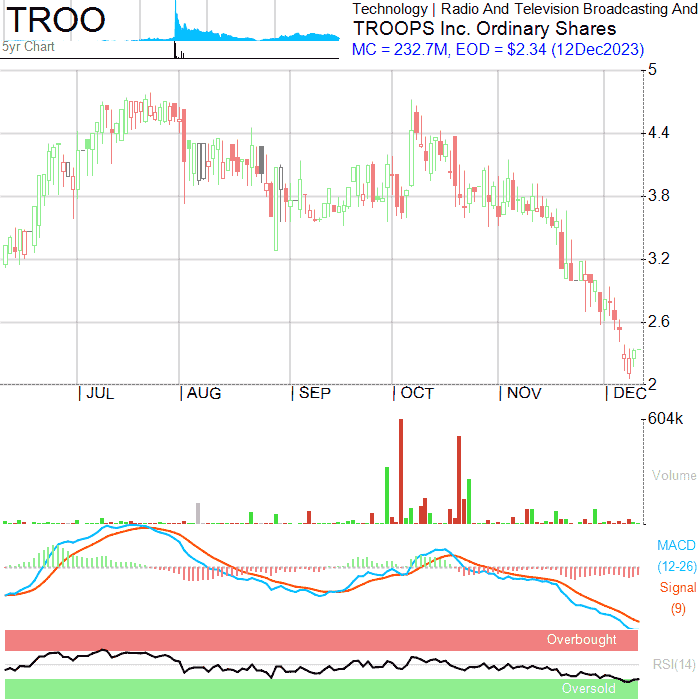 TROO
5yr Chart
Technology | Radio And Television Broadcasting And
TROOPS Inc. Ordinary Shares
MC = 232.7M, EOD = $2.34 (12Dec2023)
5
4.4
3.8
3.2
2.6
2
| JUL | AUG | SEP | OCT | NOV | DEC
604k
Volume
MACD
(12-26)
Signal
(9)
Overbought
RSI(14)
Oversold